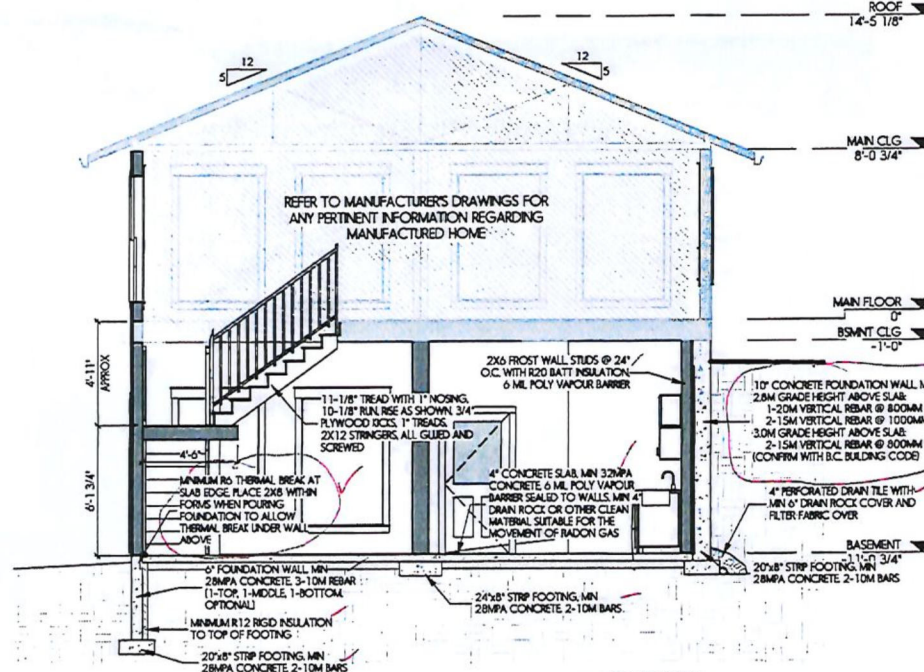 ROOF
14'-5 1/8"
12
5
12
5
MAIN CLG
8'-0 3/4"
REFER TO MANUFACTURER'S DRAWINGS FOR
ANY PERTINENT INFORMATION REGARDING
MANUFACTURED HOME
MAIN FLOOR
0"
BSMNT CLG
-1'-0"
4'-11"
APPROX
2X6 FROST WALL STUDS @ 24"
O.C. WITH R20 BATT INSULATION,
6 MIL POLY VAPOUR BARRIER
10" CONCRETE FOUNDATION WALL
2.8M GRADE HEIGHT ABOVE SLAB:
1-20M VERTICAL REBAR @ 800MM
2-15M VERTICAL REBAR @ 1000MM
3.0M GRADE HEIGHT ABOVE SLAB:
2-15M VERTICAL REBAR @ 800MM
(CONFIRM WITH B.C. BUILDING CODE)
11-1/8" TREAD WITH 1" NOSING,
10-1/8" RUN, RISE AS SHOWN, 3/4"
PLYWOOD KICKS, 1" TREADS,
2X12 STRINGERS, ALL GLUED AND
SCREWED
4'-6"
6'-1 3/4"
MINIMUM R6 THERMAL BREAK AT
SLAB EDGE. PLACE 2X8 WITHIN
FORMS WHEN POURING
FOUNDATION TO ALLOW
THERMAL BREAK UNDER WALL
ABOVE
4" CONCRETE SLAB, MIN 32MPA
CONCRETE, 6 MIL POLY VAPOUR
BARRIER SEALED TO WALLS, MIN 4"
DRAIN ROCK OR OTHER CLEAN
MATERIAL SUITABLE FOR THE
MOVEMENT OF RADON GAS
4" PERFORATED DRAIN TILE WITH
MIN 6" DRAIN ROCK COVER AND
FILTER FABRIC OVER
BASEMENT
-11'-0 3/4"
20"x8" STRIP FOOTING, MIN
28MPA CONCRETE, 2-10M BARS
6" FOUNDATION WALL, MIN
28MPA CONCRETE, 3-10M REBAR
(1-TOP, 1-MIDDLE, 1-BOTTOM,
OPTIONAL)
24"x8" STRIP FOOTING, MIN
28MPA CONCRETE, 2-10M BARS
MINIMUM R12 RIGID INSULATION
TO TOP OF FOOTING
20"x8" STRIP FOOTING, MIN
28MPA CONCRETE, 2-10M BARS